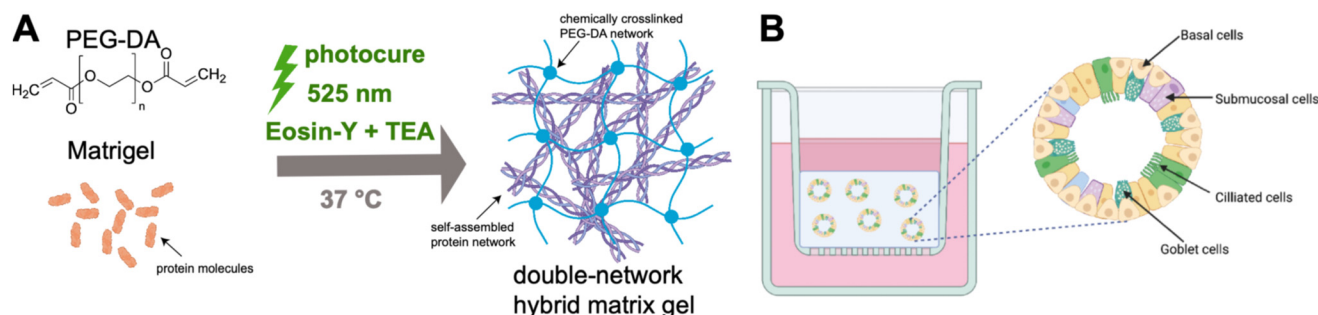 A
PEG-DA
H₂C
O
O
n
O
O
CH₂
Matrigel
protein molecules
photocure
525 nm
Eosin-Y + TEA
37 °C
chemically crosslinked
PEG-DA network
self-assembled
protein network
double-network
hybrid matrix gel
B
Basal cells
Submucosal cells
Cilliated cells
Goblet cells